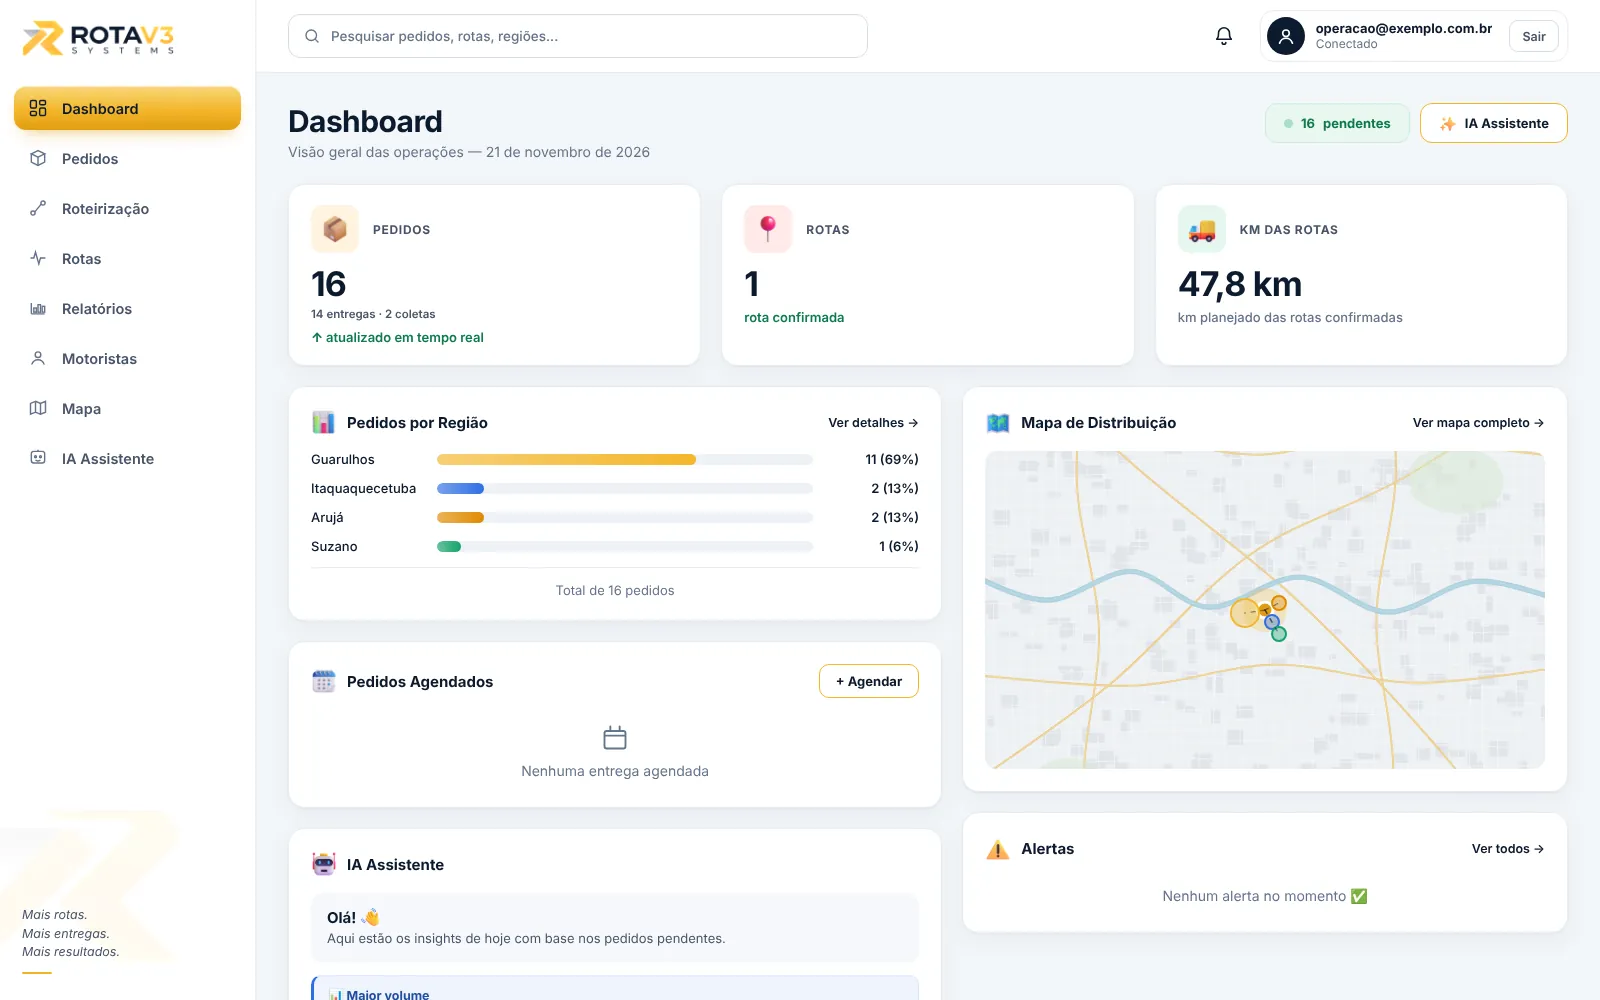 ROTAV3
SYSTEMS
Dashboard
Pedidos
Roteirização
Rotas
Relatórios
Motoristas
Mapa
IA Assistente
Mais rotas.
Mais entregas.
Mais resultados.
Pesquisar pedidos, rotas, regiões...
operacao@exemplo.com.br
Conectado
Sair
Dashboard
Visão geral das operações — 21 de novembro de 2026
16 pendentes
IA Assistente
PEDIDOS
16
14 entregas · 2 coletas
↑ atualizado em tempo real
ROTAS
1
rota confirmada
KM DAS ROTAS
47,8 km
km planejado das rotas confirmadas
Pedidos por Região
Ver detalhes →
Guarulhos 11 (69%)
Itaquaquecetuba 2 (13%)
Arujá 2 (13%)
Suzano 1 (6%)
Total de 16 pedidos
Mapa de Distribuição
Ver mapa completo →
Pedidos Agendados
+ Agendar
Nenhuma entrega agendada
IA Assistente
Olá! 👋
Aqui estão os insights de hoje com base nos pedidos pendentes.
📊 Maior volume
Alertas
Ver todos →
Nenhum alerta no momento ✅